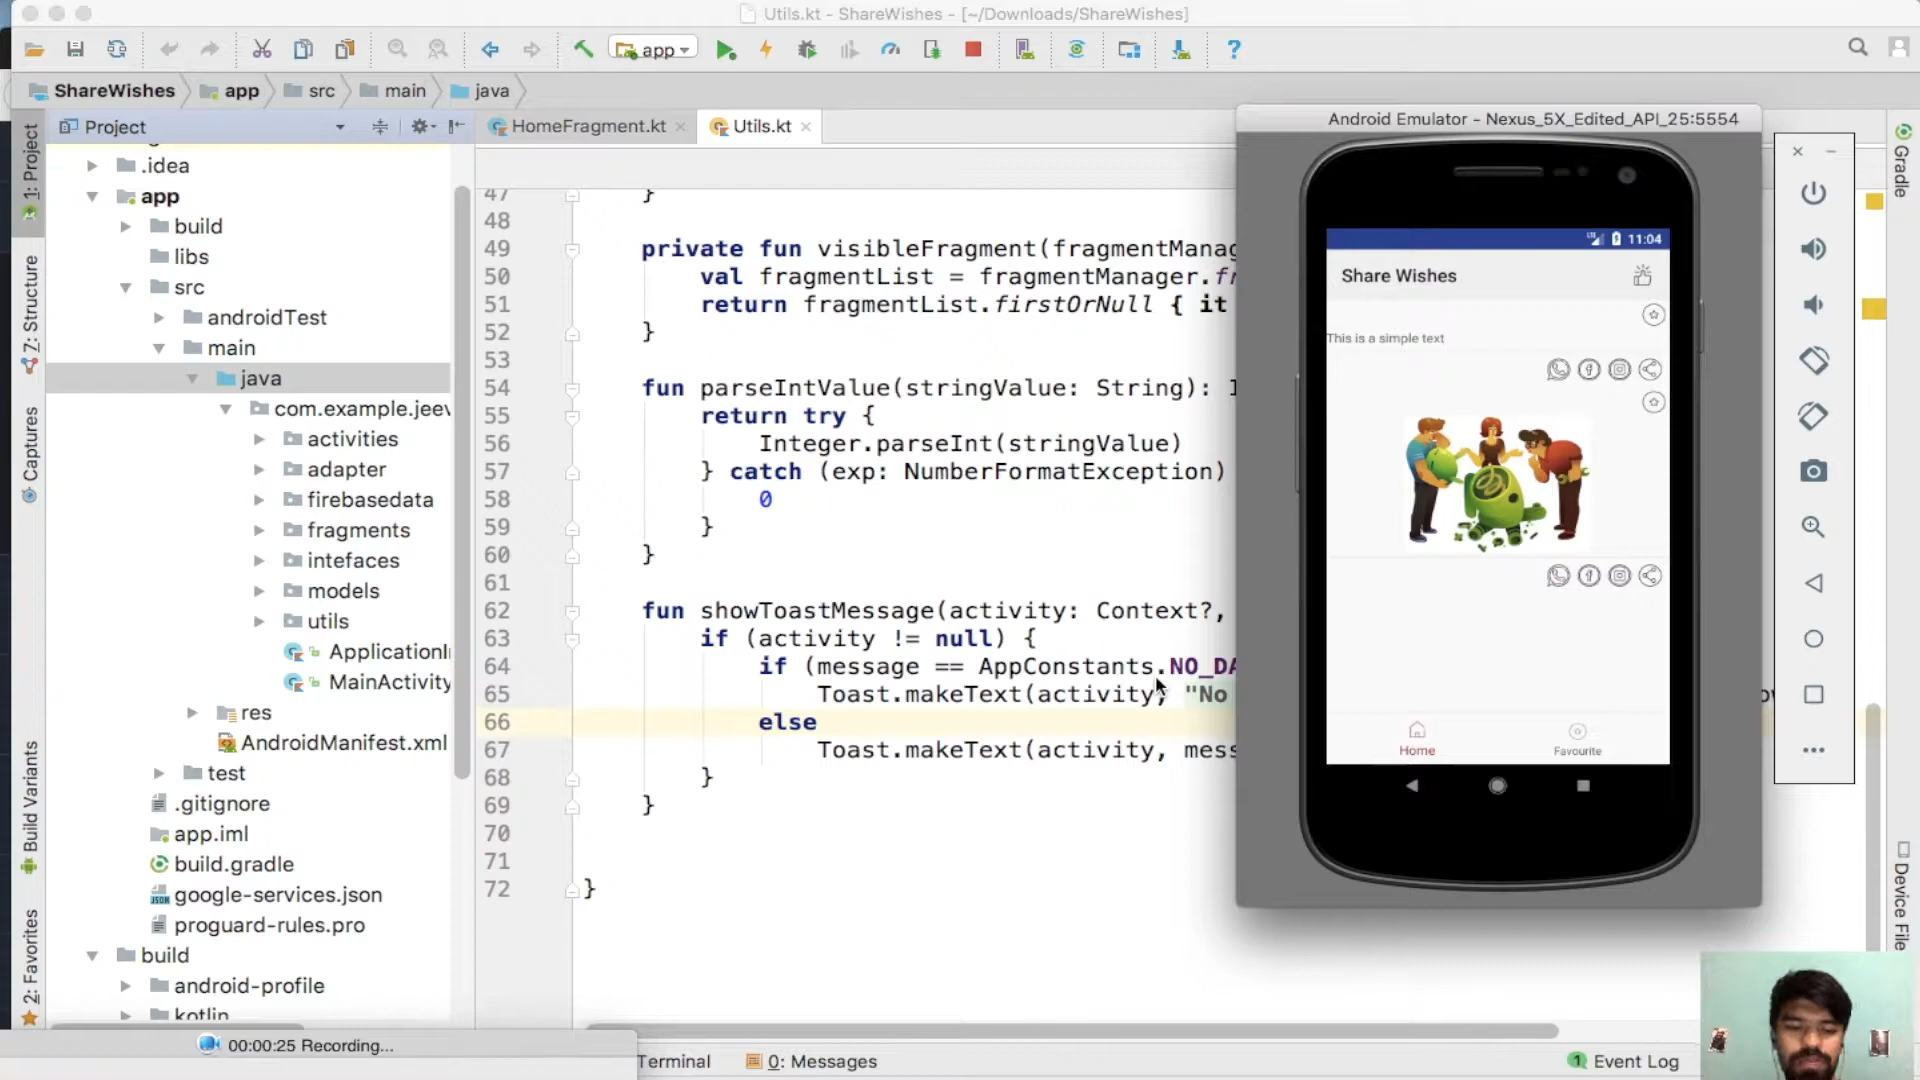 Utils.kt - ShareWishes - [~/Downloads/ShareWishes]
app
ShareWishes app src main java
Project
HomeFragment.kt
Utils.kt
1: Project
7: Structure
Captures
Build Variants
2: Favorites
.idea
app
build
libs
src
androidTest
main
java
com.example.jeev
activities
adapter
firebasedata
fragments
intefaces
models
utils
ApplicationI
MainActivity
res
AndroidManifest.xml
test
.gitignore
app.iml
build.gradle
google-services.json
proguard-rules.pro
build
android-profile
kotlin
47 }
48
49 private fun visibleFragment(fragmentManag
50 val fragmentList = fragmentManager.fr
51 return fragmentList.firstOrNull { it
52 }
53
54 fun parseIntValue(stringValue: String): I
55 return try {
56 Integer.parseInt(stringValue)
57 } catch (exp: NumberFormatException)
58 0
59 }
60 }
61
62 fun showToastMessage(activity: Context?,
63 if (activity != null) {
64 if (message == AppConstants.NO_DA
65 Toast.makeText(activity, "No
66 else
67 Toast.makeText(activity, mess
68 }
69 }
70
71
72 }
Android Emulator - Nexus_5X_Edited_API_25:5554
11:04
Share Wishes
This is a simple text
Home
Favourite
Gradle
Device File
00:00:25 Recording...
Terminal
0: Messages
1 Event Log